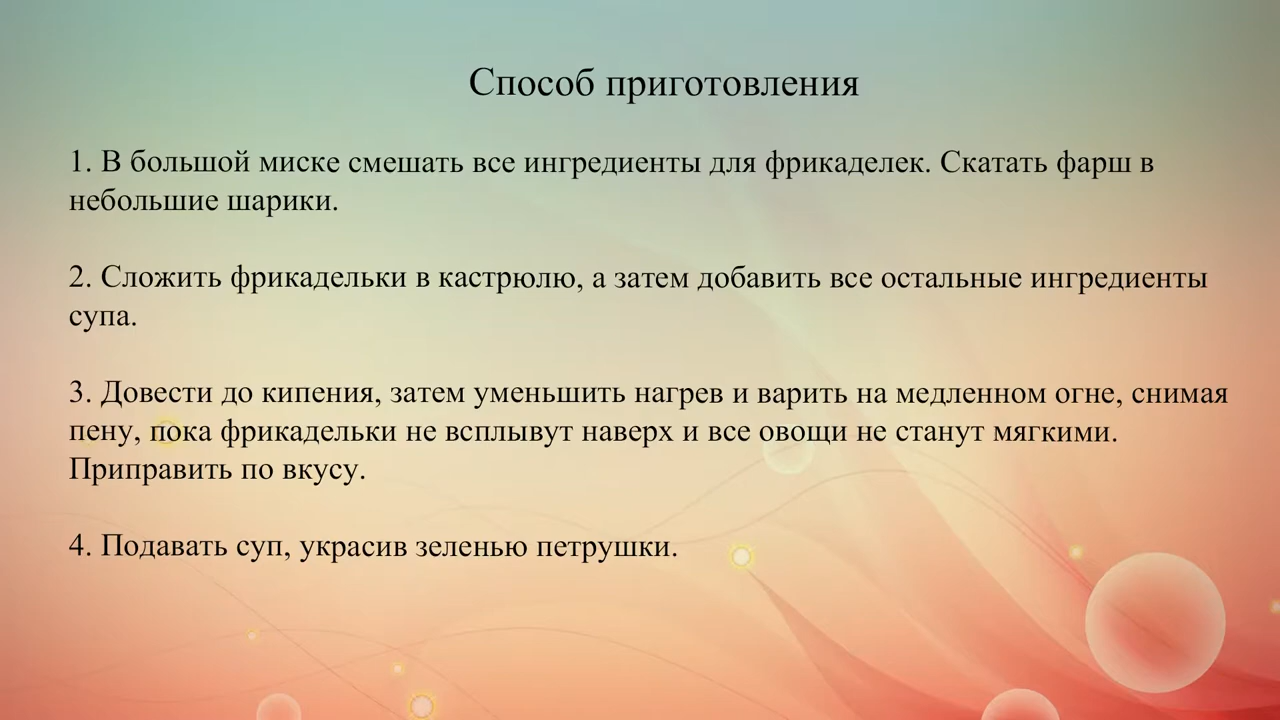 Способ приготовления
1. В большой миске смешать все ингредиенты для фрикаделек. Скатать фарш в
небольшие шарики.
2. Сложить фрикадельки в кастрюлю, а затем добавить все остальные ингредиенты
супа.
3. Довести до кипения, затем уменьшить нагрев и варить на медленном огне, снимая
пену, пока фрикадельки не всплывут наверх и все овощи не станут мягкими.
Приправить по вкусу.
4. Подавать суп, украсив зеленью петрушки.